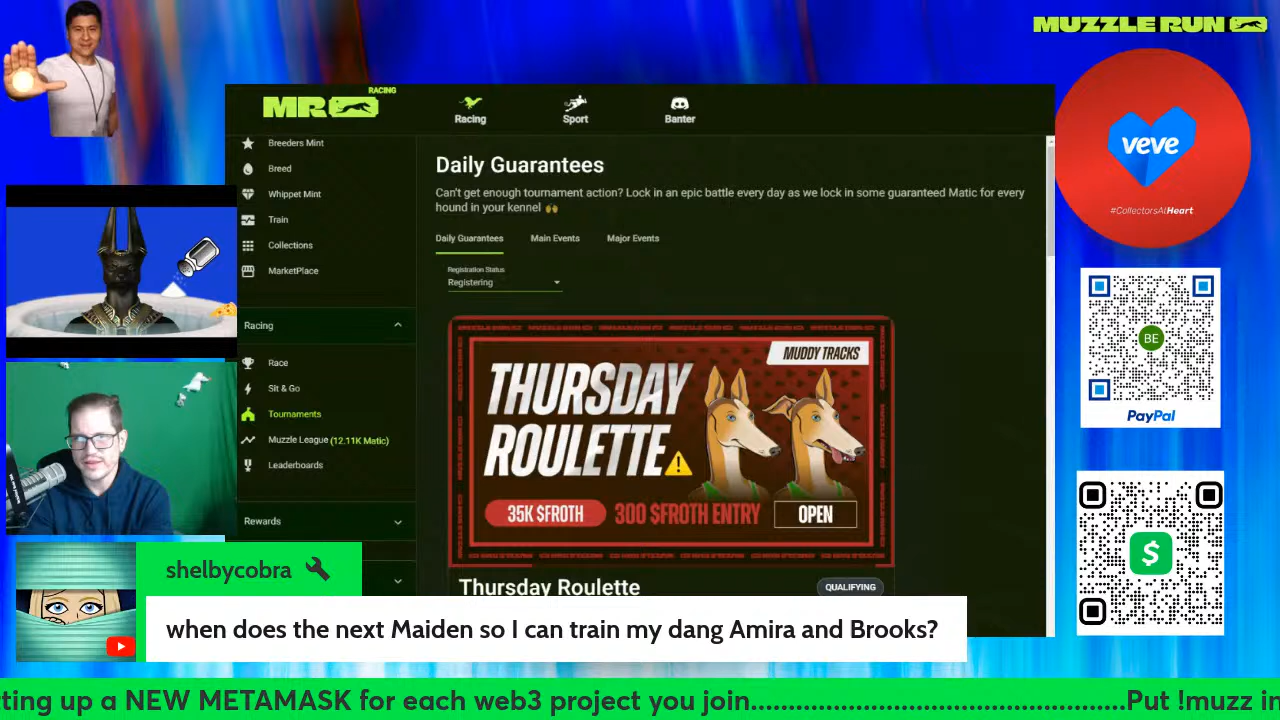 MUZZLE RUN
MR RACING
Racing
Sport
Banter
Breeders Mint
Breed
Whippet Mint
Train
Collections
MarketPlace
Racing
Race
Sit & Go
Tournaments
Muzzle League (12.11K Matic)
Leaderboards
Rewards
Daily Guarantees
Can't get enough tournament action? Lock in an epic battle every day as we lock in some guaranteed Matic for every
hound in your kennel 🙌
Daily Guarantees
Main Events
Major Events
Registration Status
Registering
MUDDY TRACKS
THURSDAY
ROULETTE⚠
35K $FROTH
300 $FROTH ENTRY
OPEN
Thursday Roulette
QUALIFYING
veve
#CollectorsAtHeart
BE
PayPal
$
shelbycobra
when does the next Maiden so I can train my dang Amira and Brooks?
tting up a NEW METAMASK for each web3 project you join..................................................Put !muzz in